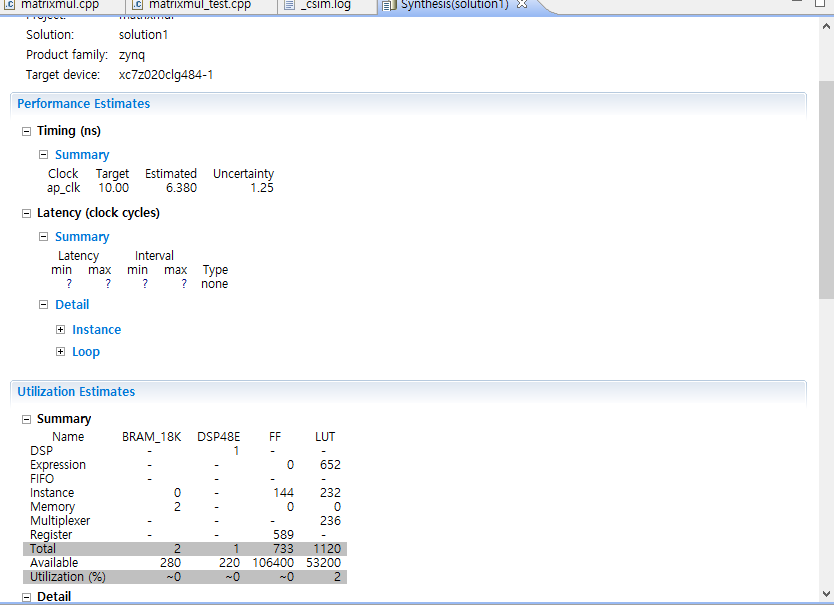 matrixmul.cpp matrixmul_test.cpp _csim.log Synthesis(solution1)
Project: matrixmul
Solution: solution1
Product family: zynq
Target device: xc7z020clg484-1
Performance Estimates
Timing (ns)
Summary
Clock Target Estimated Uncertainty
ap_clk 10.00 6.380 1.25
Latency (clock cycles)
Summary
Latency Interval
min max min max Type
? ? ? ? none
Detail
Instance
Loop
Utilization Estimates
Summary
Name BRAM_18K DSP48E FF LUT
DSP - 1 - -
Expression - - 0 652
FIFO - - - -
Instance 0 - 144 232
Memory 2 - 0 0
Multiplexer - - - 236
Register - - 589 -
Total 2 1 733 1120
Available 280 220 106400 53200
Utilization (%) ~0 ~0 ~0 2
Detail